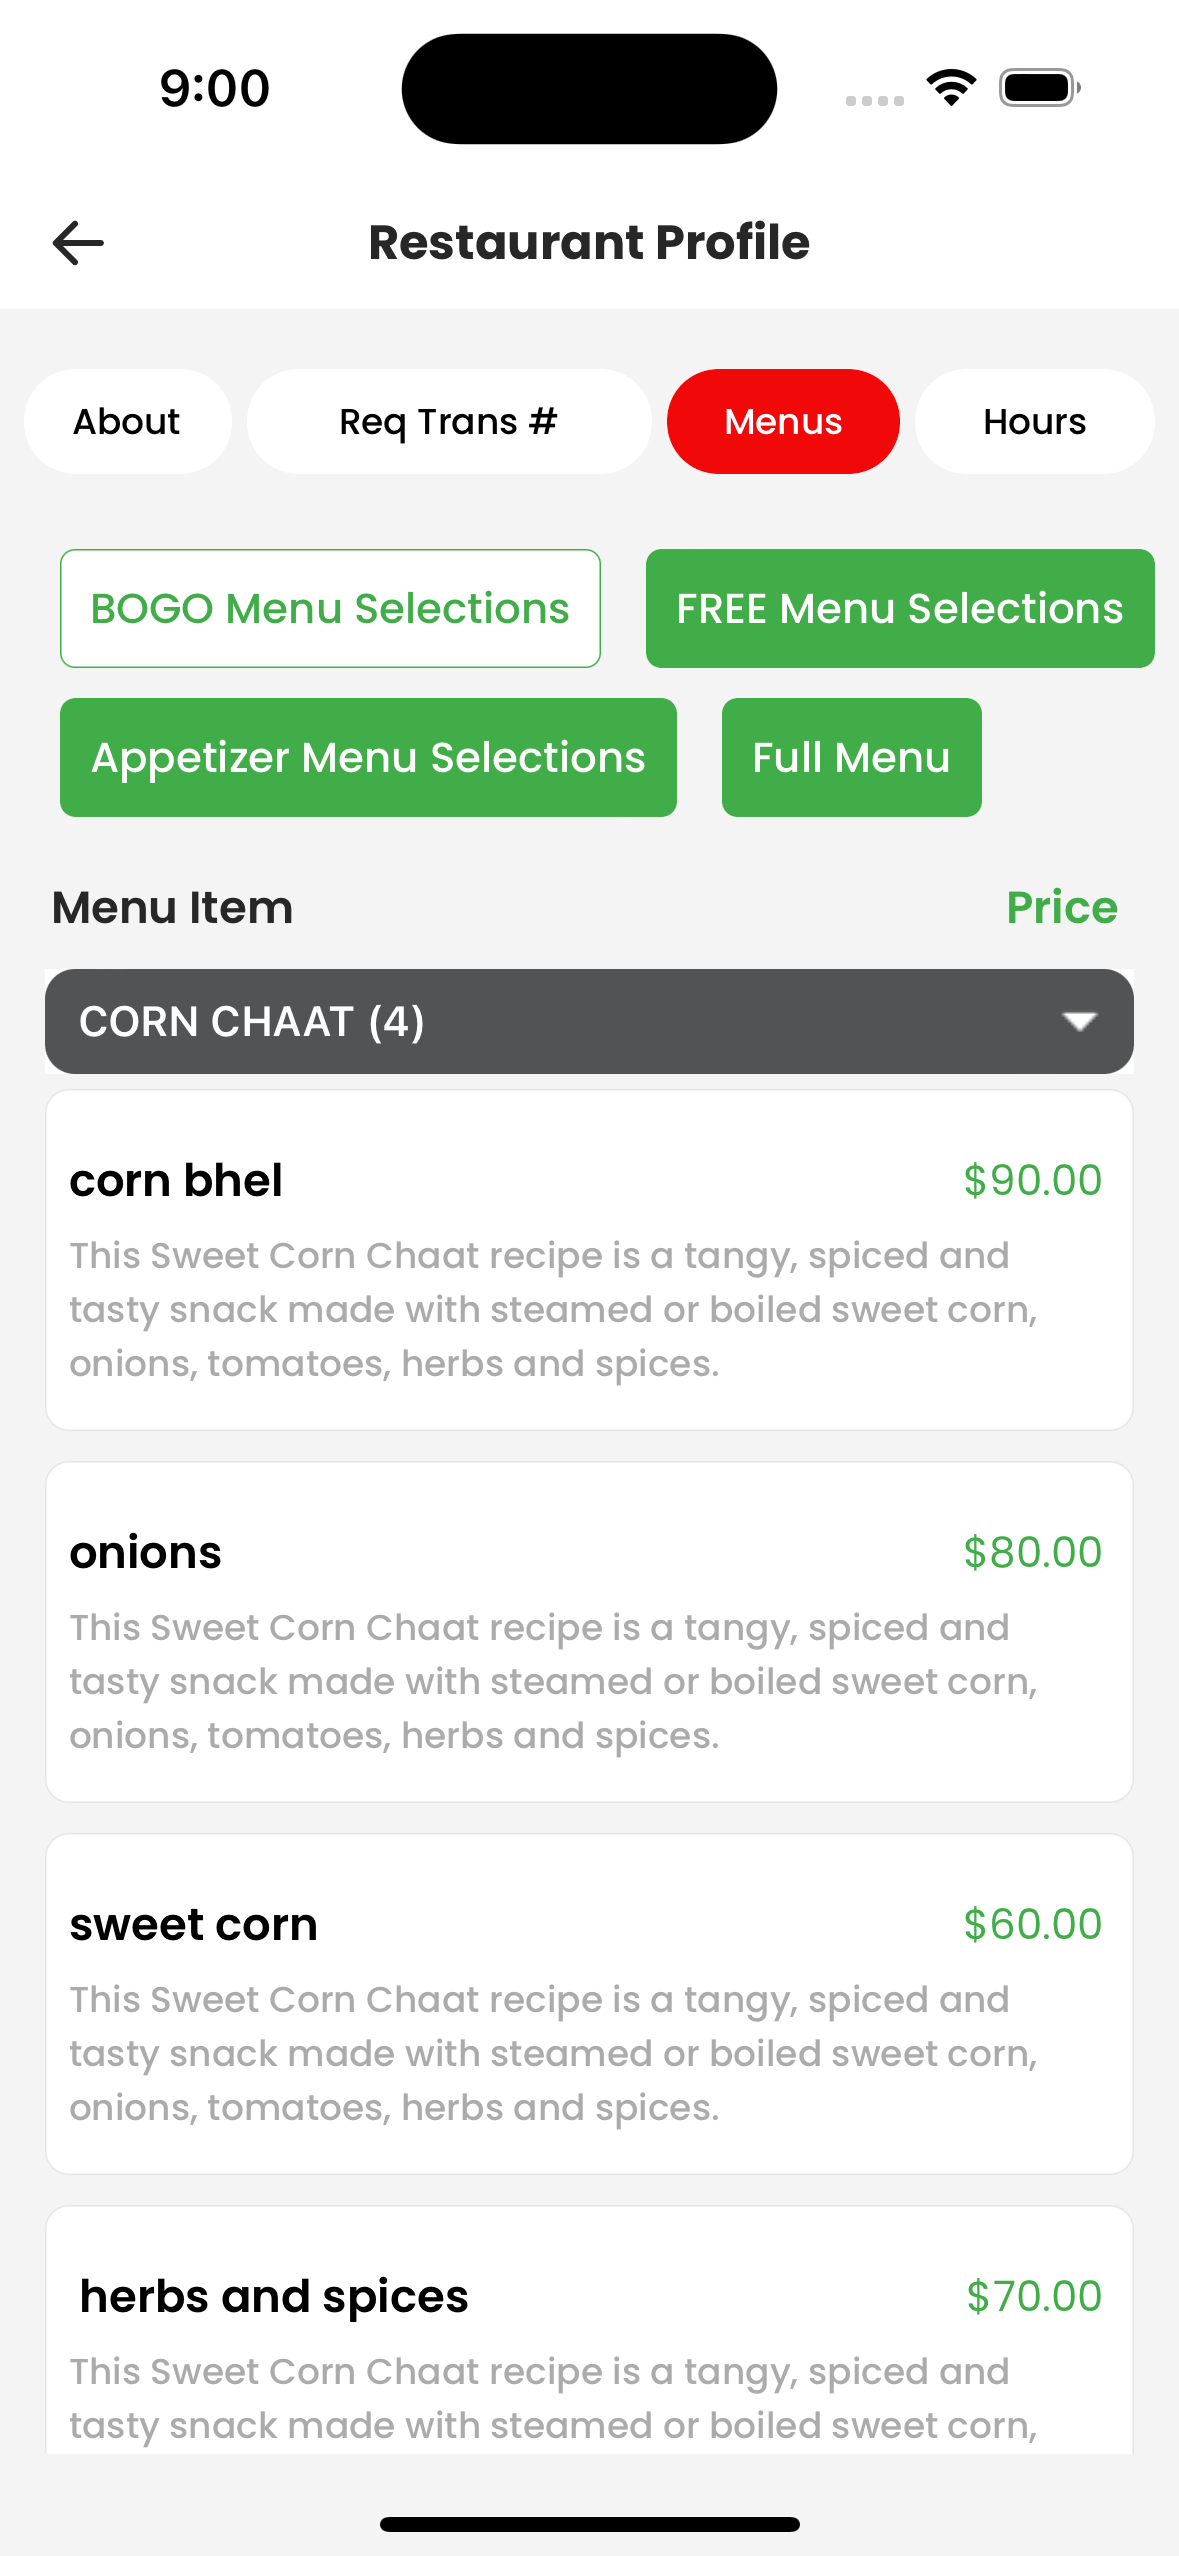 9:00
Restaurant Profile
About
Req Trans #
Menus
Hours
BOGO Menu Selections
FREE Menu Selections
Appetizer Menu Selections
Full Menu
Menu Item
Price
CORN CHAAT (4)
corn bhel
$90.00
This Sweet Corn Chaat recipe is a tangy, spiced and
tasty snack made with steamed or boiled sweet corn,
onions, tomatoes, herbs and spices.
onions
$80.00
This Sweet Corn Chaat recipe is a tangy, spiced and
tasty snack made with steamed or boiled sweet corn,
onions, tomatoes, herbs and spices.
sweet corn
$60.00
This Sweet Corn Chaat recipe is a tangy, spiced and
tasty snack made with steamed or boiled sweet corn,
onions, tomatoes, herbs and spices.
herbs and spices
$70.00
This Sweet Corn Chaat recipe is a tangy, spiced and
tasty snack made with steamed or boiled sweet corn,